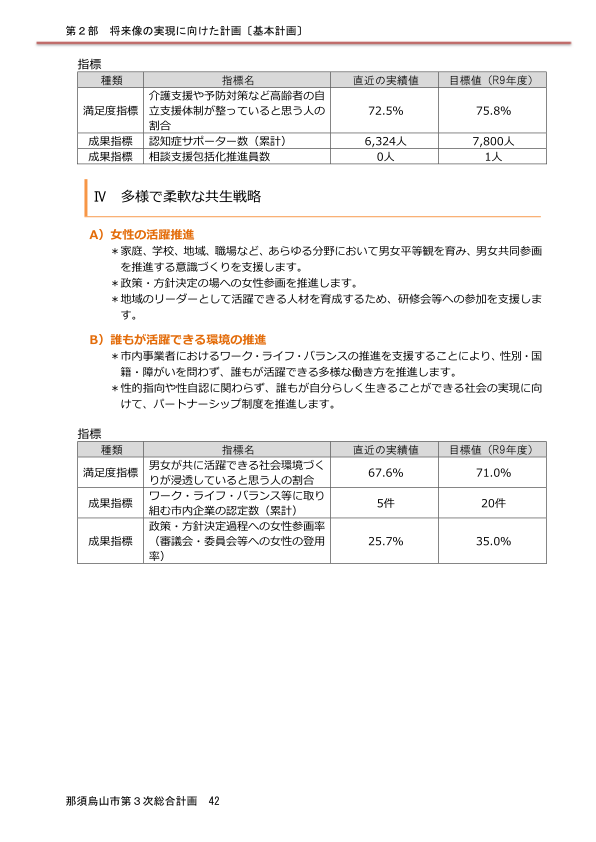 第２部　将来像の実現に向けた計画〔基本計画〕
指標
種類　指標名　直近の実績値　目標値（R9年度）
介護支援や予防対策など高齢者の自
満足度指標　立支援体制が整っていると思う人の　72.5%　75.8%
割合
成果指標　認知症サポーター数（累計）　6,324人　7,800人
成果指標　相談支援包括化推進員数　0人　1人
Ⅳ　多様で柔軟な共生戦略
A）女性の活躍推進
＊家庭、学校、地域、職場など、あらゆる分野において男女平等観を育み、男女共同参画
を推進する意識づくりを支援します。
＊政策・方針決定の場への女性参画を推進します。
＊地域のリーダーとして活躍できる人材を育成するため、研修会等への参加を支援しま
す。
B）誰もが活躍できる環境の推進
＊市内事業者におけるワーク・ライフ・バランスの推進を支援することにより、性別・国
籍・障がいを問わず、誰もが活躍できる多様な働き方を推進します。
＊性的指向や性自認に関わらず、誰もが自分らしく生きることができる社会の実現に向
けて、パートナーシップ制度を推進します。
指標
種類　指標名　直近の実績値　目標値（R9年度）
満足度指標　男女が共に活躍できる社会環境づく　67.6%　71.0%
りが浸透していると思う人の割合
成果指標　ワーク・ライフ・バランス等に取り　5件　20件
組む市内企業の認定数（累計）
政策・方針決定過程への女性参画率
成果指標　（審議会・委員会等への女性の登用　25.7%　35.0%
率）
那須烏山市第３次総合計画　42